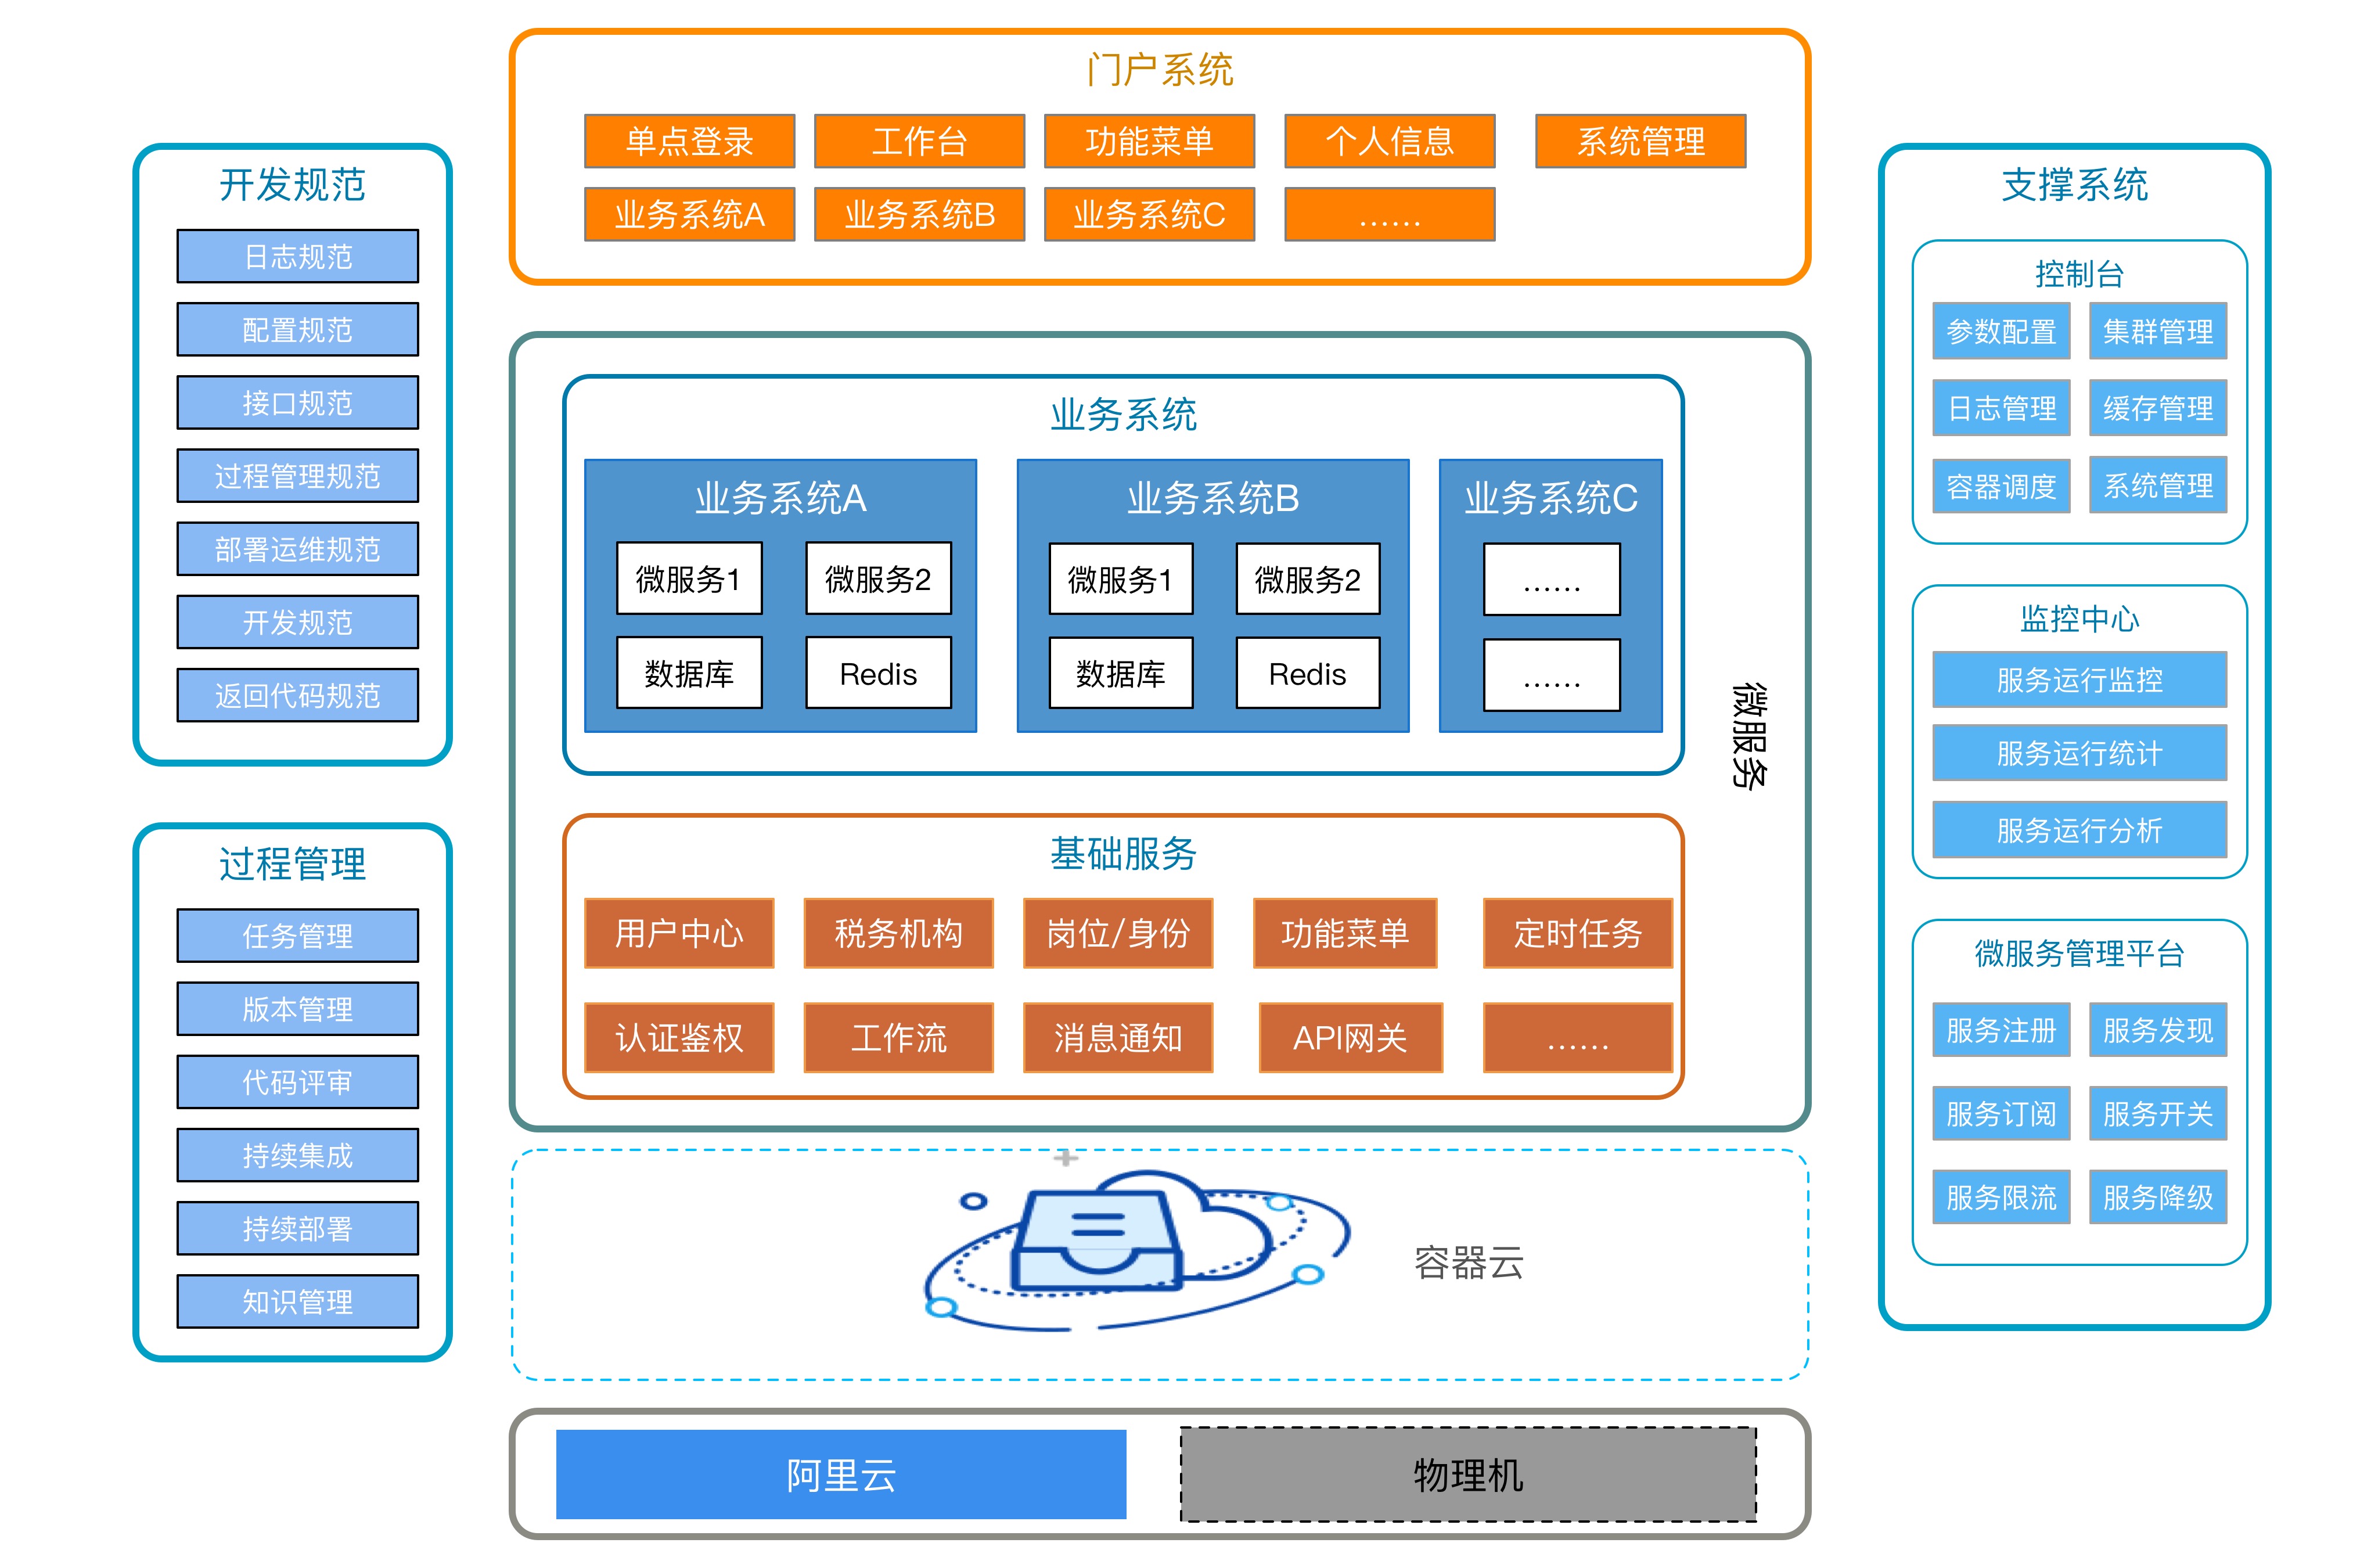 门户系统
单点登录
工作台
功能菜单
个人信息
系统管理
业务系统A
业务系统B
业务系统C
……
开发规范
日志规范
配置规范
接口规范
过程管理规范
部署运维规范
开发规范
返回代码规范
过程管理
任务管理
版本管理
代码评审
持续集成
持续部署
知识管理
业务系统
业务系统A
微服务1
微服务2
数据库
Redis
业务系统B
微服务1
微服务2
数据库
Redis
业务系统C
……
……
微服务
基础服务
用户中心
税务机构
岗位/身份
功能菜单
定时任务
认证鉴权
工作流
消息通知
API网关
……
容器云
阿里云
物理机
支撑系统
控制台
参数配置
集群管理
日志管理
缓存管理
容器调度
系统管理
监控中心
服务运行监控
服务运行统计
服务运行分析
微服务管理平台
服务注册
服务发现
服务订阅
服务开关
服务限流
服务降级